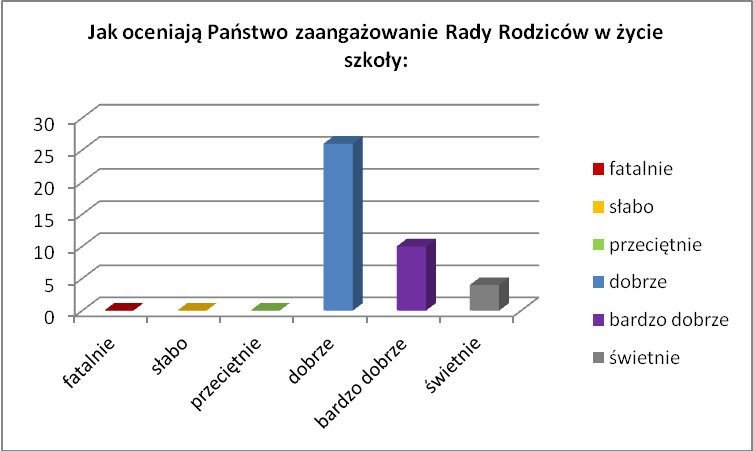 Jak oceniają Państwo zaangażowanie Rady Rodziców w życie
szkoły:
30
25
20
15
10
5
0
fatalnie
słabo
przeciętnie
dobrze
bardzo dobrze
świetnie
fatalnie
słabo
przeciętnie
dobrze
bardzo dobrze
świetnie